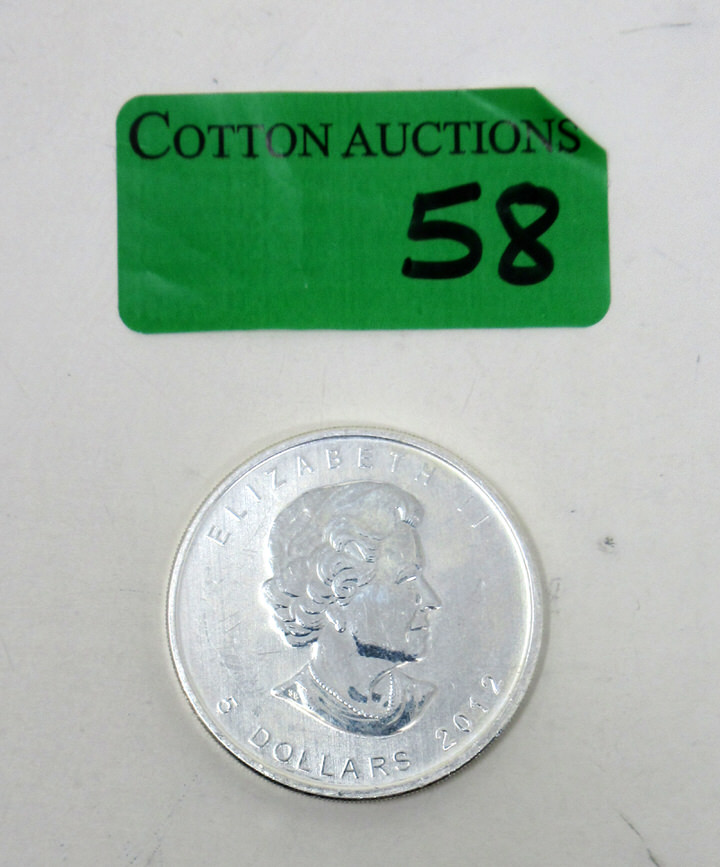 COTTON AUCTIONS
58
ELIZABETH II
5 DOLLARS 2012